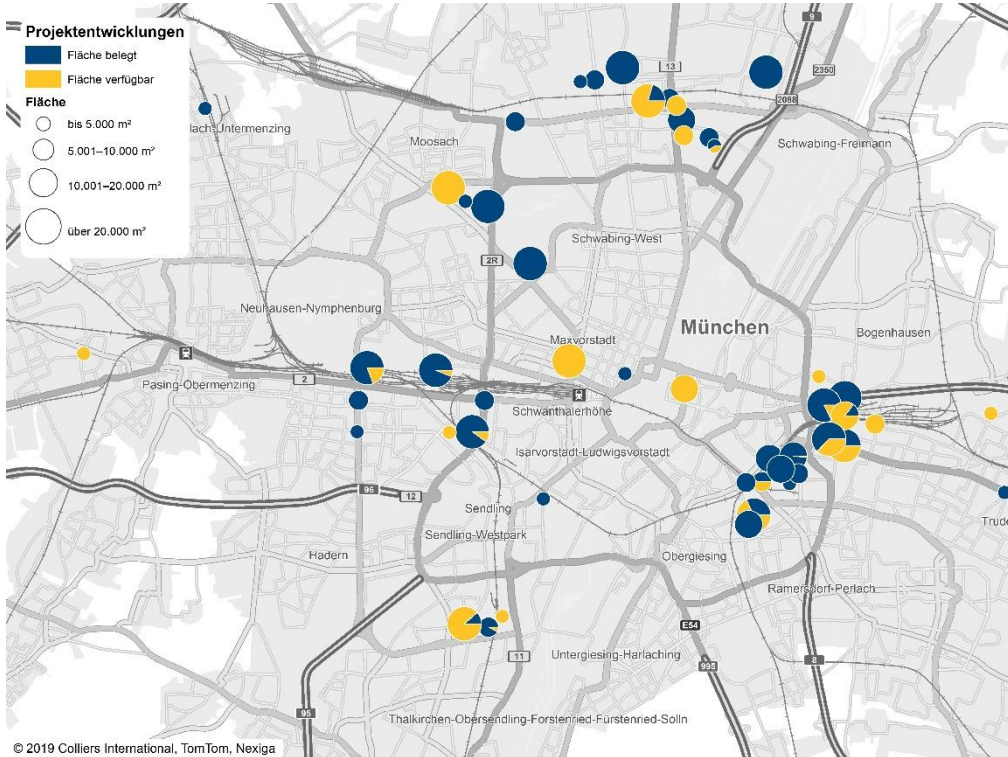 Projektentwicklungen
Fläche belegt
Fläche verfügbar
Fläche
bis 5.000 m²
5.001–10.000 m²
10.001–20.000 m²
über 20.000 m²
9
13
2350
2088
lach-Untermenzing
Moosach
Schwabing-Freimann
Schwabing-West
2R
Neuhausen-Nymphenburg
München
Bogenhausen
Maxvorstadt
Pasing-Obermenzing
2
Schwanthalerhöhe
Isarvorstadt-Ludwigsvorstadt
96
12
Sendling
Trude
Sendling-Westpark
Hadern
Obergiesing
Ramersdorf-Perlach
E54
11
Untergiesing-Harlaching
995
8
95
Thalkirchen-Obersendling-Forstenried-Fürstenried-Solln
© 2019 Colliers International, TomTom, Nexiga